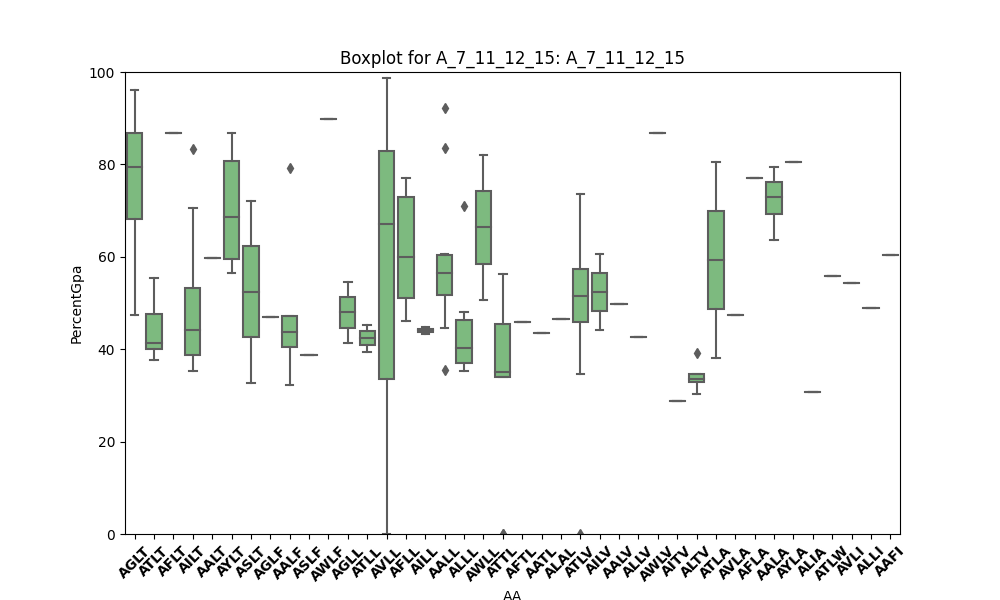 Boxplot for A_7_11_12_15: A_7_11_12_15
100
80
60
40
20
0
PercentGpa
AGLT ATLT AFLT AILT AALT AYLT ASLT AGLF AALF ASLF AWLF AGLL ATLL AVLL AFLL AILL AALL ALLL AWLL ATTL AFTL AATL ALAL ATLV AILV AALV ALLV AWLV AITV ALTV ATLA AVLA AFLA AALA AYLA ALIA ATLW AVLI ALLI AAFI
AA